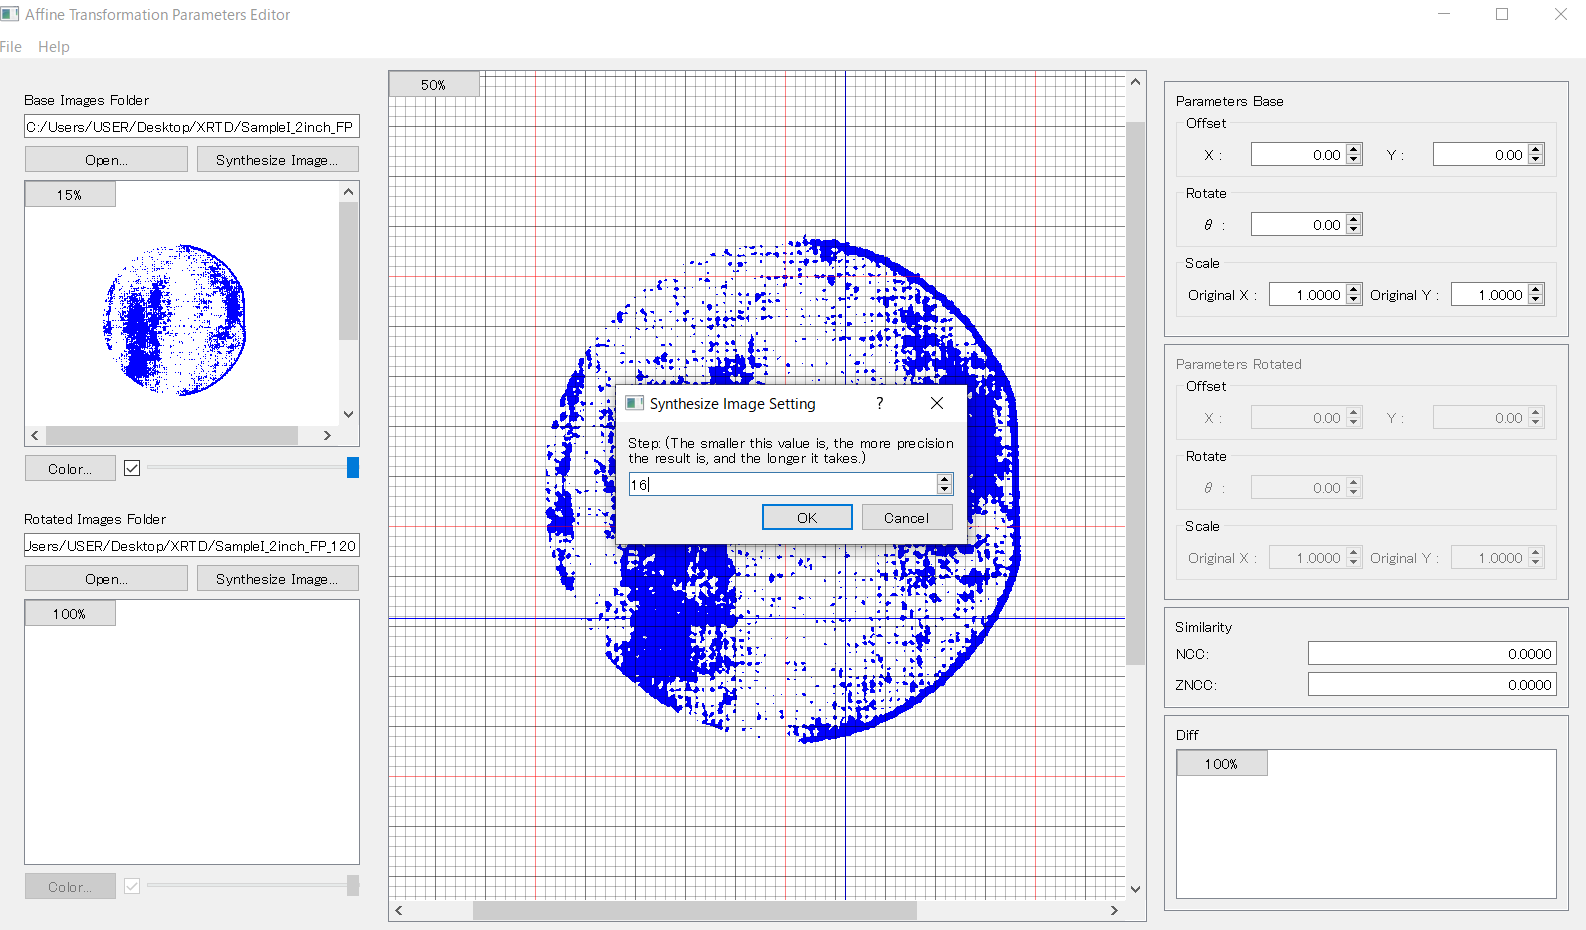 Affine Transformation Parameters Editor
File Help
Base Images Folder
C:/Users/USER/Desktop/XRTD/SampleI_2inch_FP
Open... Synthesize Image...
15%
Color...
Rotated Images Folder
Jsers/USER/Desktop/XRTD/SampleI_2inch_FP_120
Open... Synthesize Image...
100%
Color...
50%
Synthesize Image Setting ?
Step: (The smaller this value is, the more precision
the result is, and the longer it takes.)
16
OK Cancel
Parameters Base
Offset
X : 0.00 Y : 0.00
Rotate
θ : 0.00
Scale
Original X : 1.0000 Original Y : 1.0000
Parameters Rotated
Offset
X : 0.00 Y : 0.00
Rotate
θ : 0.00
Scale
Original X : 1.0000 Original Y : 1.0000
Similarity
NCC: 0.0000
ZNCC: 0.0000
Diff
100%